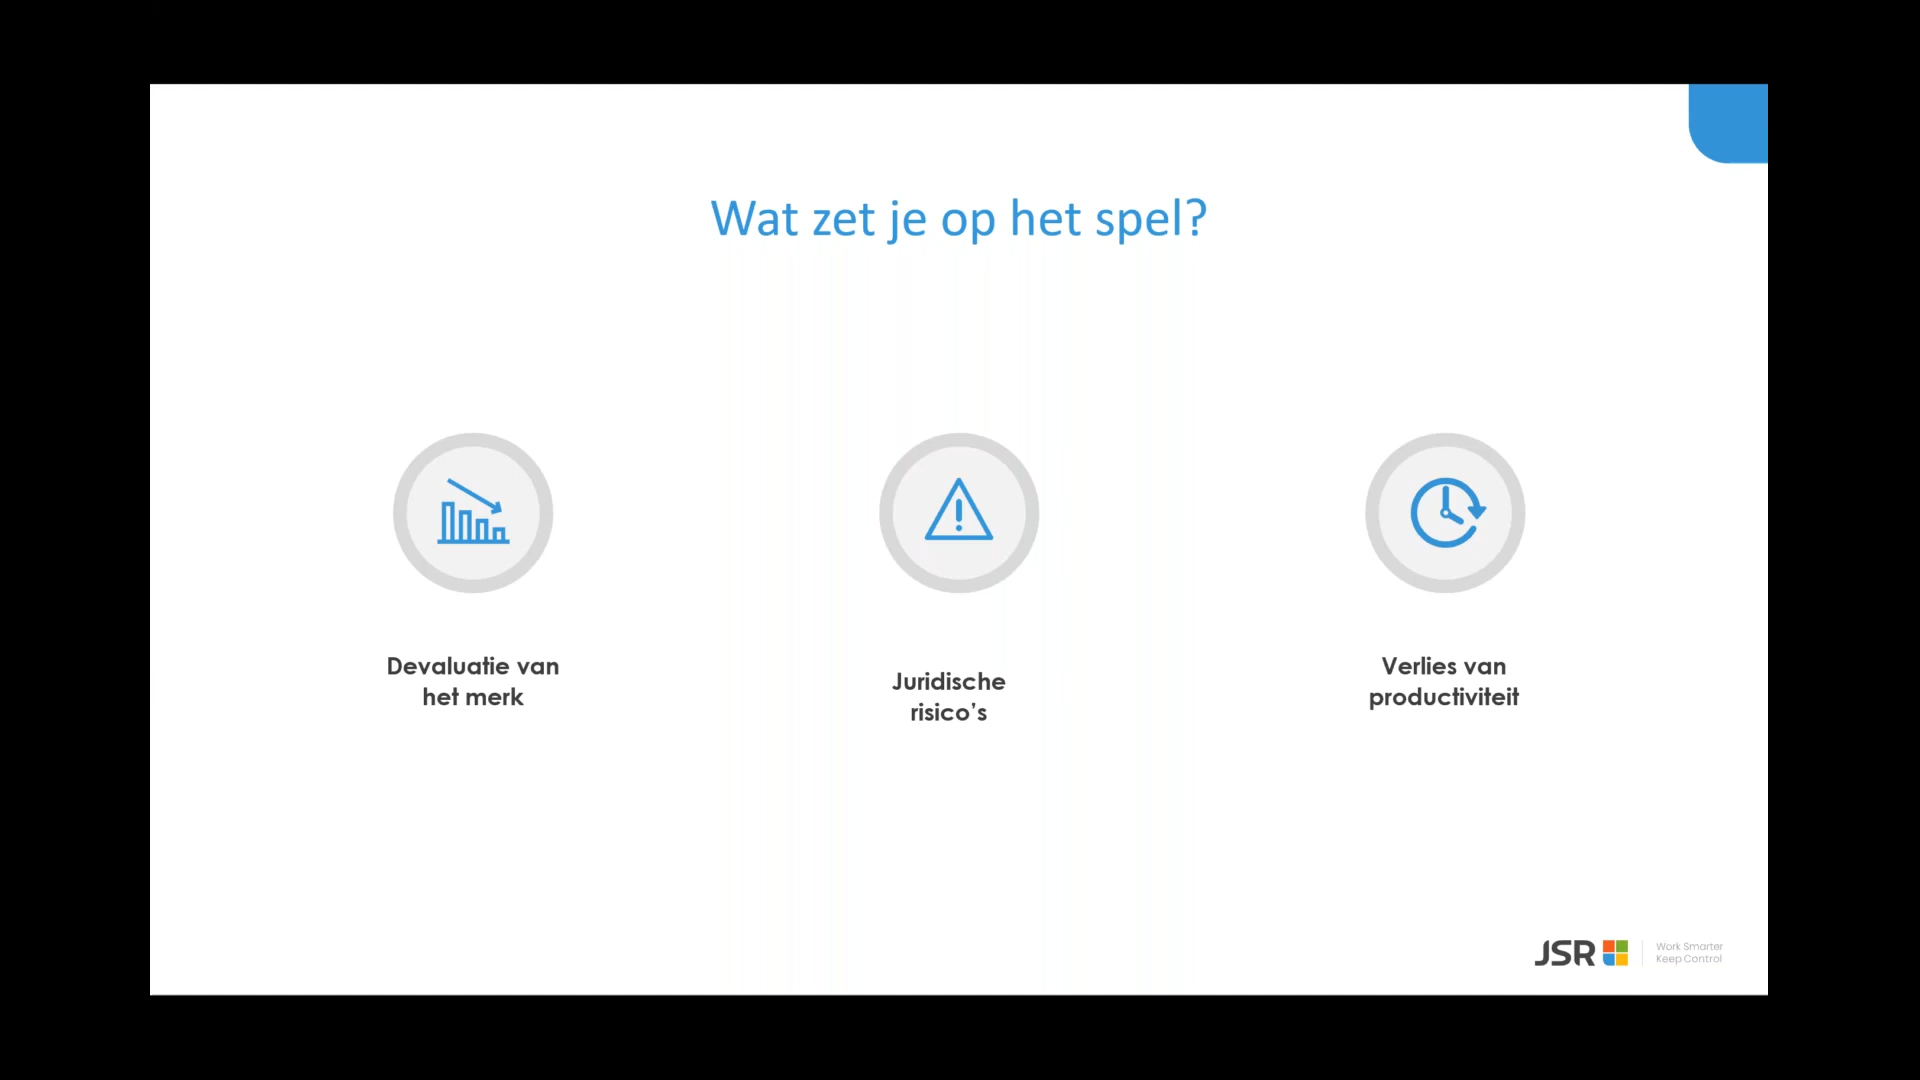 Wat zet je op het spel?
Devaluatie van
het merk
Juridische
risico’s
Verlies van
productiviteit
JSR
Work Smarter
Keep Control